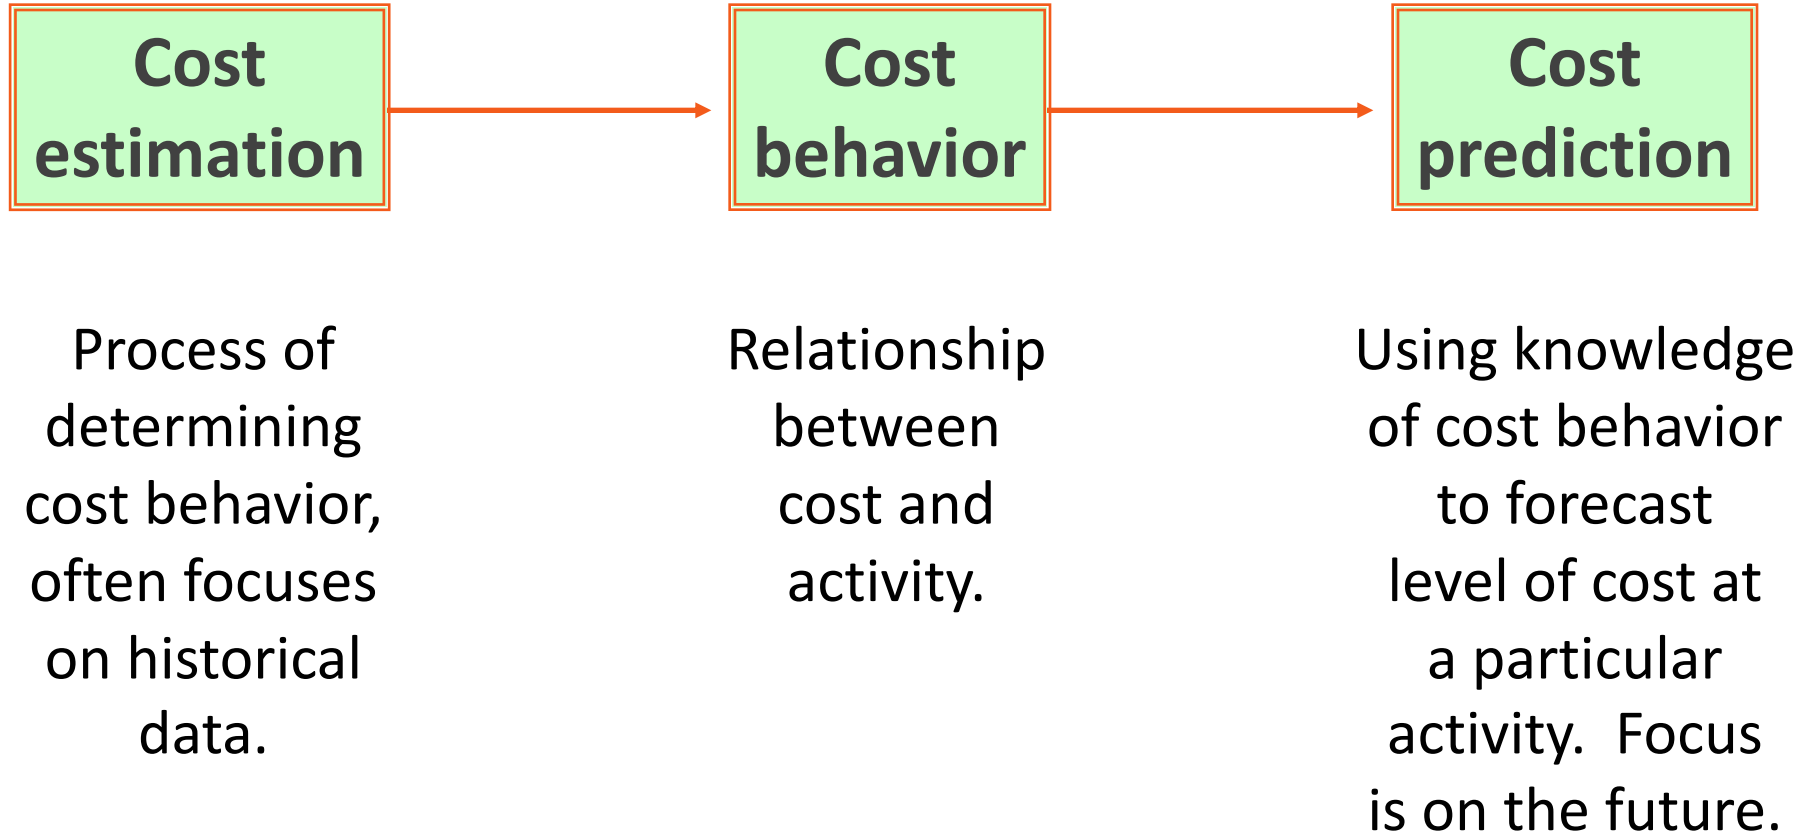 Cost
estimation
Cost
behavior
Cost
prediction
Process of
determining
cost behavior,
often focuses
on historical
data.
Relationship
between
cost and
activity.
Using knowledge
of cost behavior
to forecast
level of cost at
a particular
activity.  Focus
is on the future.